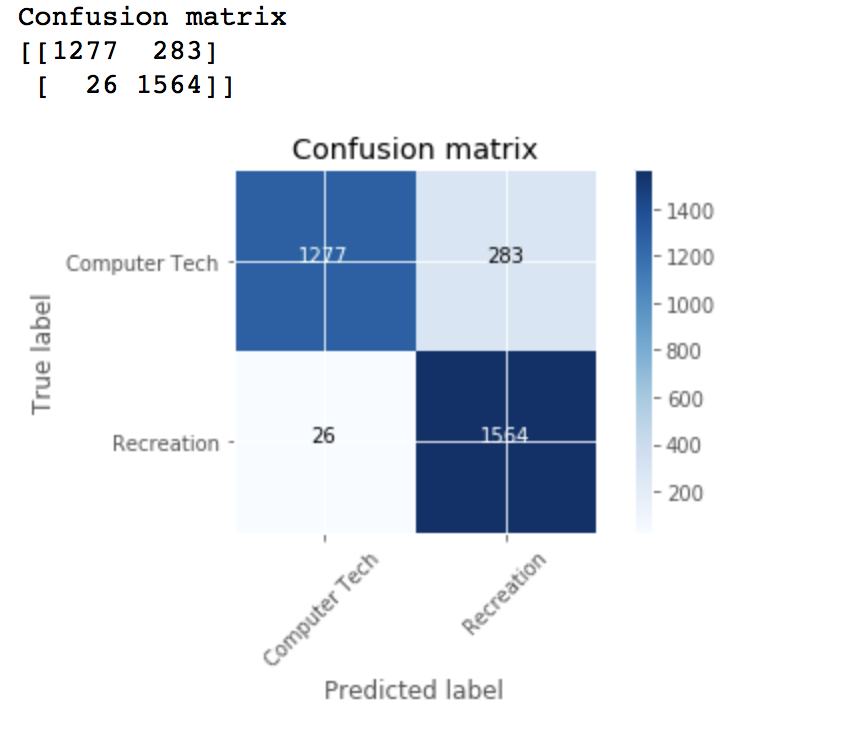 Confusion matrix
[[1277  283]
 [  26 1564]]
Confusion matrix
1400
1200
1000
800
600
400
200
True label
Computer Tech
1277 283
Recreation
26 1564
Computer Tech
Recreation
Predicted label